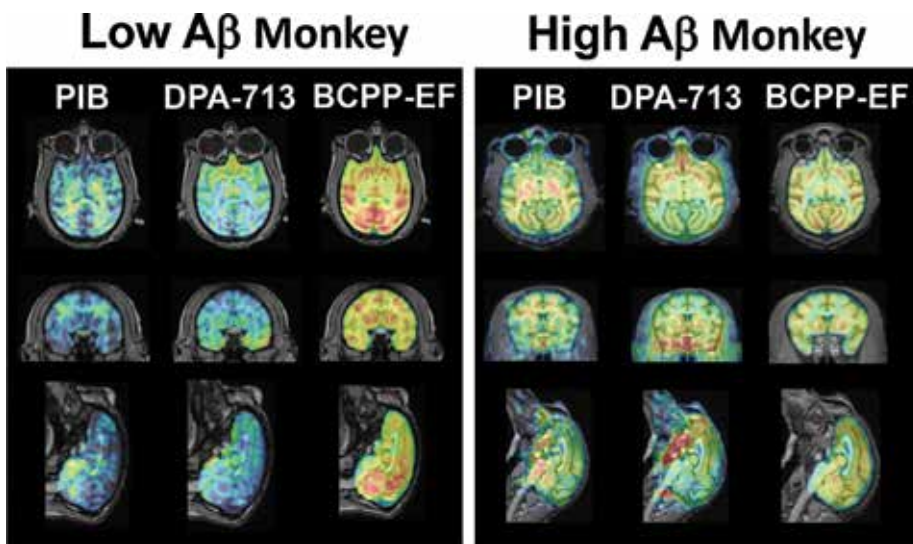 Low Aβ Monkey
High Aβ Monkey
PIB DPA-713 BCPP-EF
PIB DPA-713 BCPP-EF